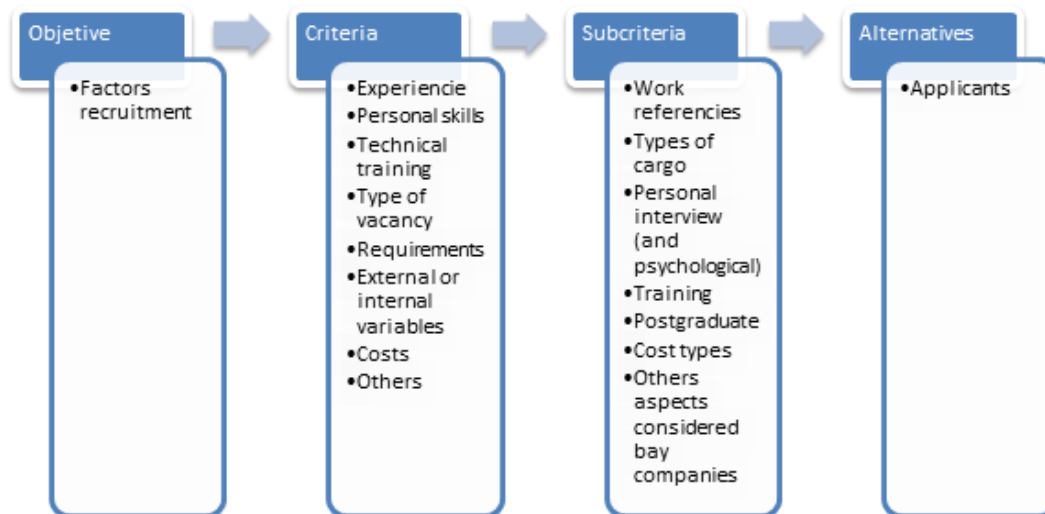 Objetive
•Factors
recruitment
Criteria
•Experiencie
•Personal skills
•Technical
training
•Type of
vacancy
•Requirements
•External or
internal
variables
•Costs
•Others
Subcriteria
•Work
referencies
•Types of
cargo
•Personal
interview
(and
psychological)
•Training
•Postgraduate
•Cost types
•Others
aspects
considered
bay
companies
Alternatives
•Applicants